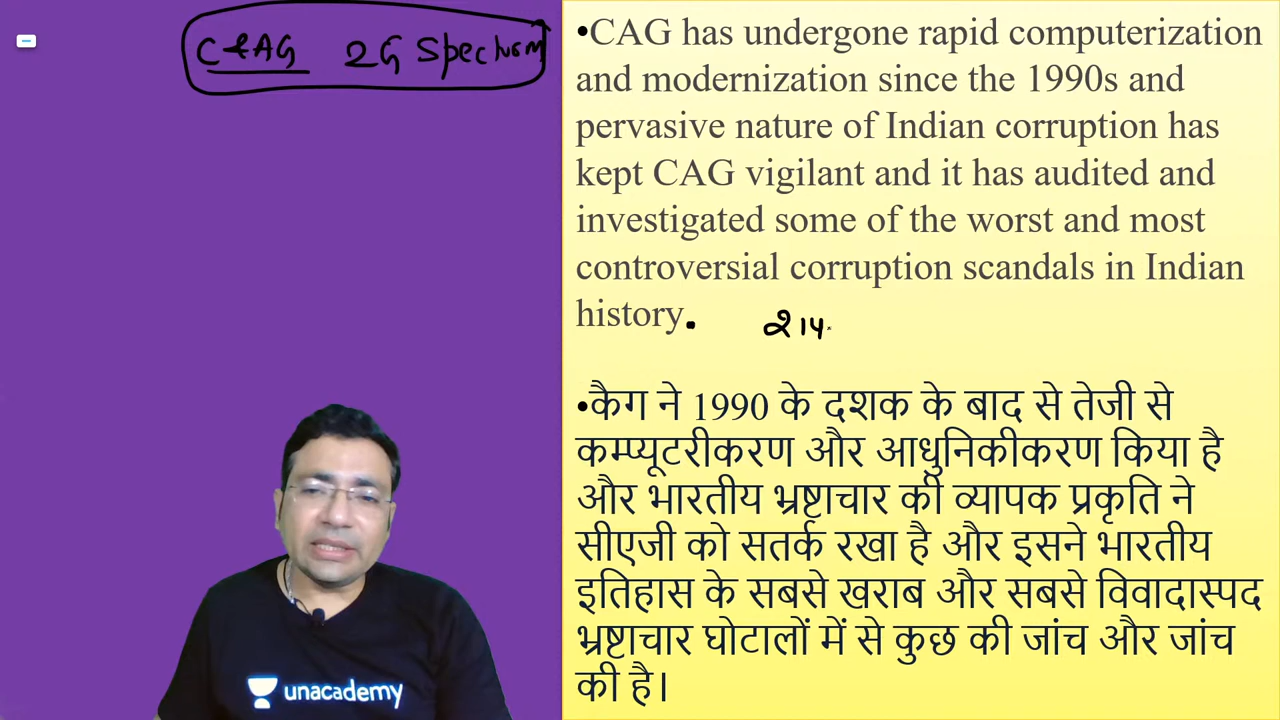 C&AG 2G Spectrum
•CAG has undergone rapid computerization
and modernization since the 1990s and
pervasive nature of Indian corruption has
kept CAG vigilant and it has audited and
investigated some of the worst and most
controversial corruption scandals in Indian
history.
214
•कैग ने 1990 के दशक के बाद से तेजी से
कम्प्यूटरीकरण और आधुनिकीकरण किया है
और भारतीय भ्रष्टाचार की व्यापक प्रकृति ने
सीएजी को सतर्क रखा है और इसने भारतीय
इतिहास के सबसे खराब और सबसे विवादास्पद
भ्रष्टाचार घोटालों में से कुछ की जांच और जांच
की है।
unacademy